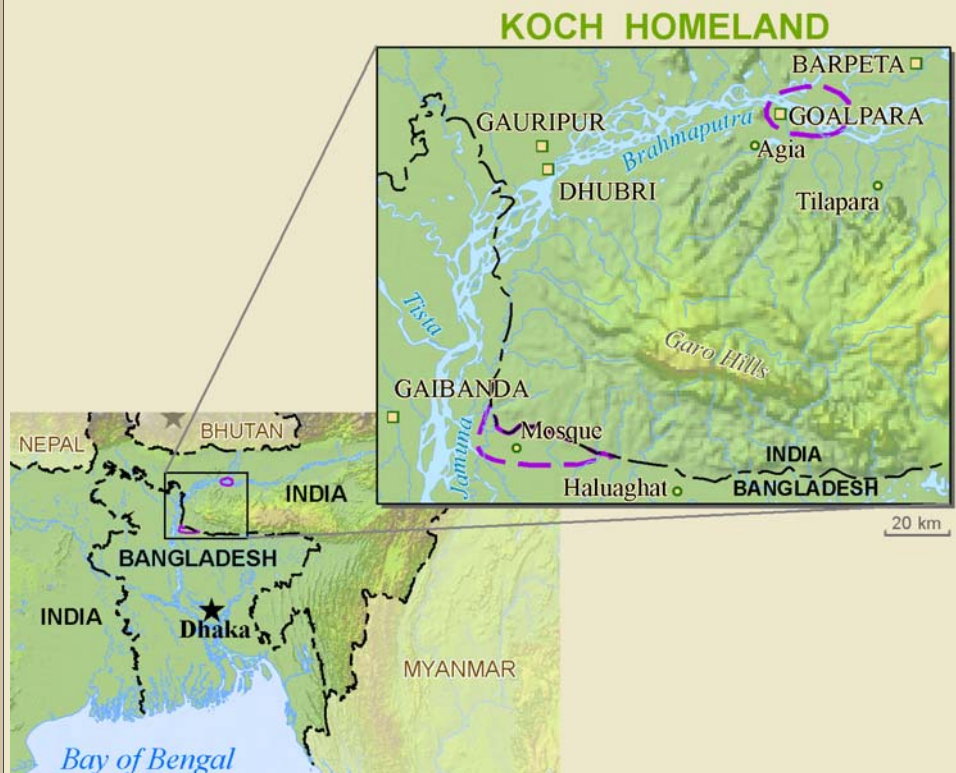 KOCH HOMELAND
BARPETA
GAURIPUR
GOALPARA
Brahmaputra
Agia
DHUBRI
Tilapara
Tista
Garo Hills
GAIBANDA
Mosque
Jamuna
INDIA
Haluaghat
BANGLADESH
20 km
NEPAL
BHUTAN
INDIA
BANGLADESH
INDIA
Dhaka
MYANMAR
Bay of Bengal